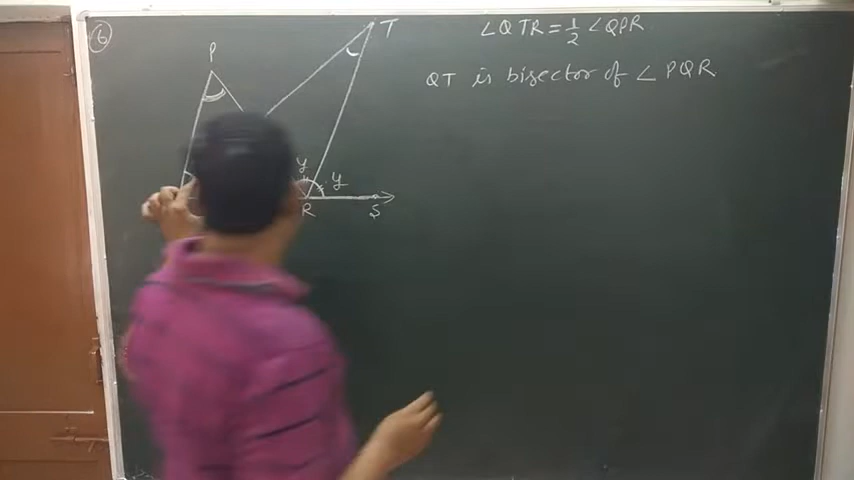 6
∠QTR = 1/2 ∠QPR
T
P
QT is bisector of ∠PQR
y
y
R
S